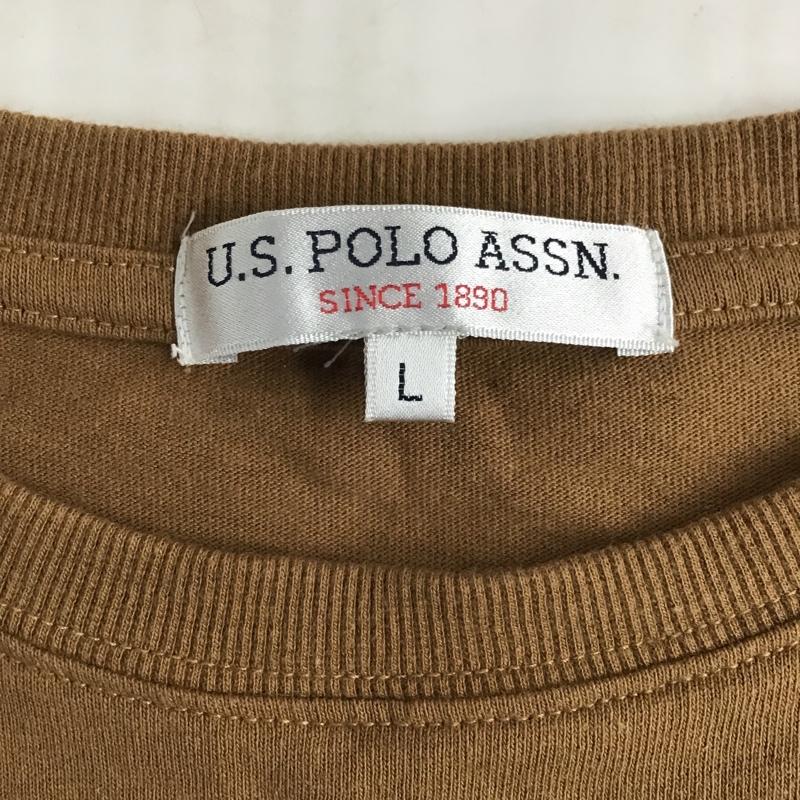 U.S. POLO ASSN.
SINCE 1890
L